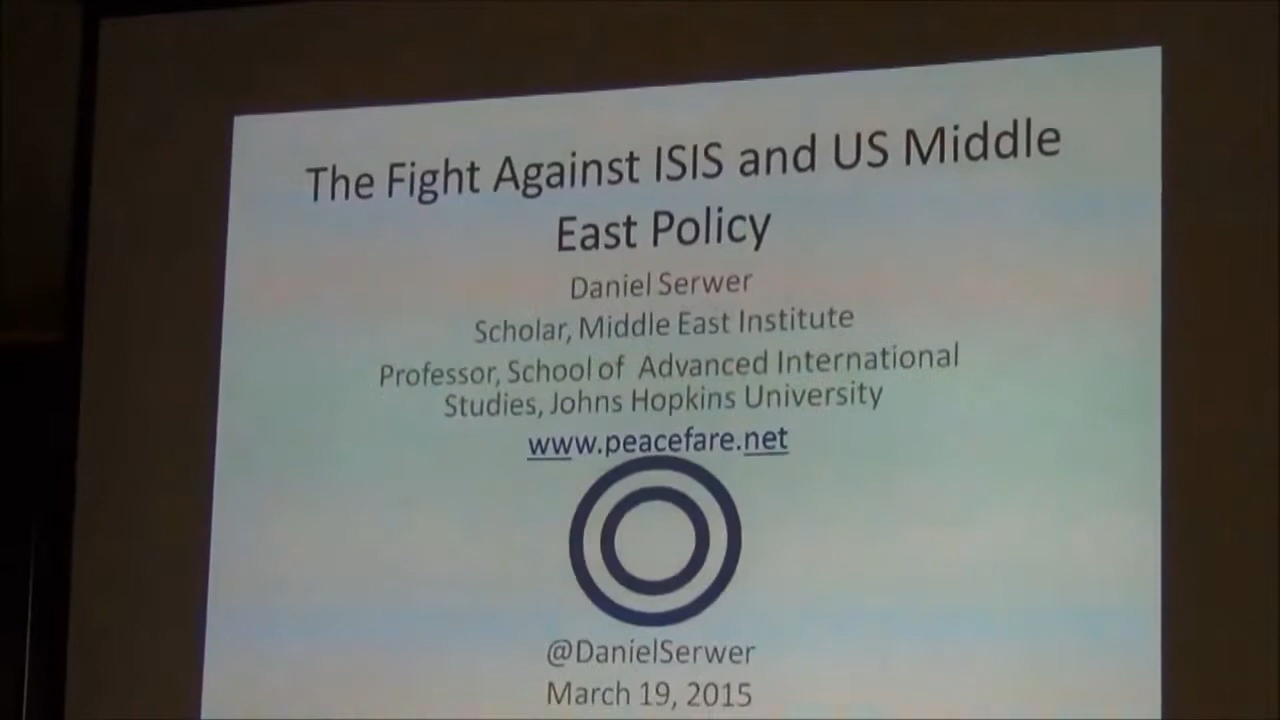 The Fight Against ISIS and US Middle
East Policy
Daniel Serwer
Scholar, Middle East Institute
Professor, School of Advanced International
Studies, Johns Hopkins University
www.peacefare.net
@DanielSerwer
March 19, 2015